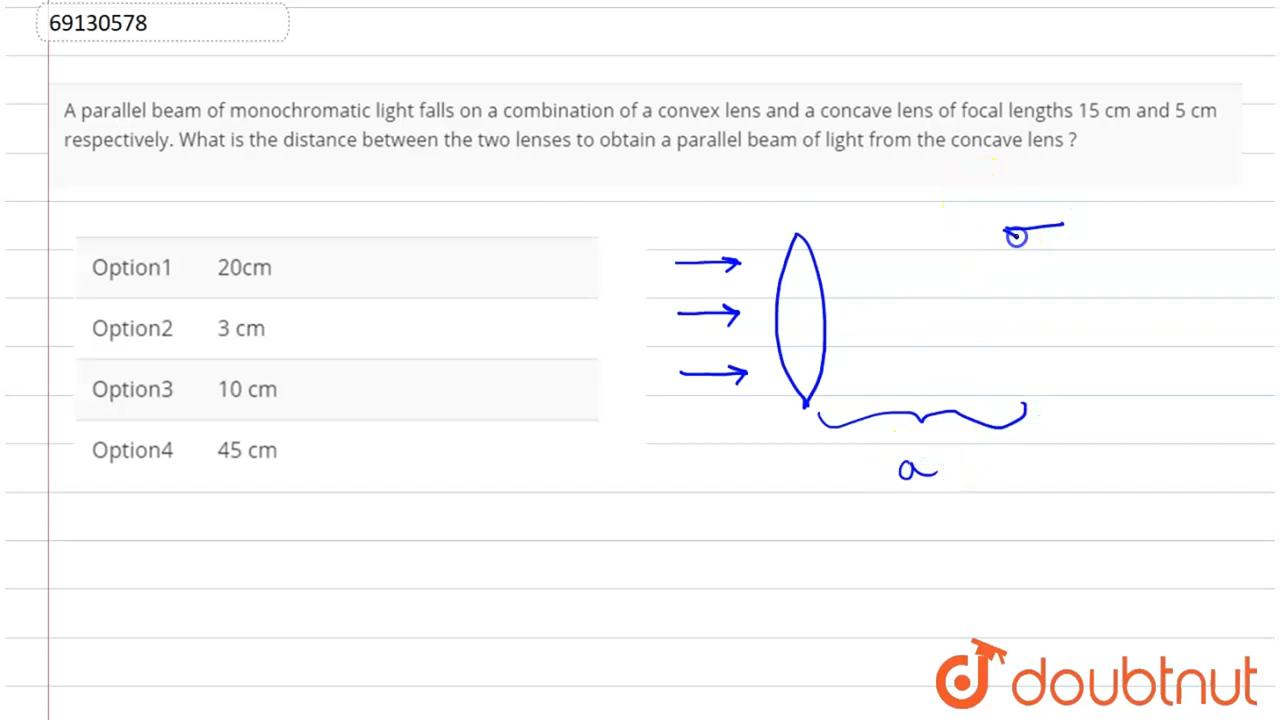 69130578
A parallel beam of monochromatic light falls on a combination of a convex lens and a concave lens of focal lengths 15 cm and 5 cm
respectively. What is the distance between the two lenses to obtain a parallel beam of light from the concave lens ?
Option1 20cm
Option2 3 cm
Option3 10 cm
Option4 45 cm
a
doubtnut